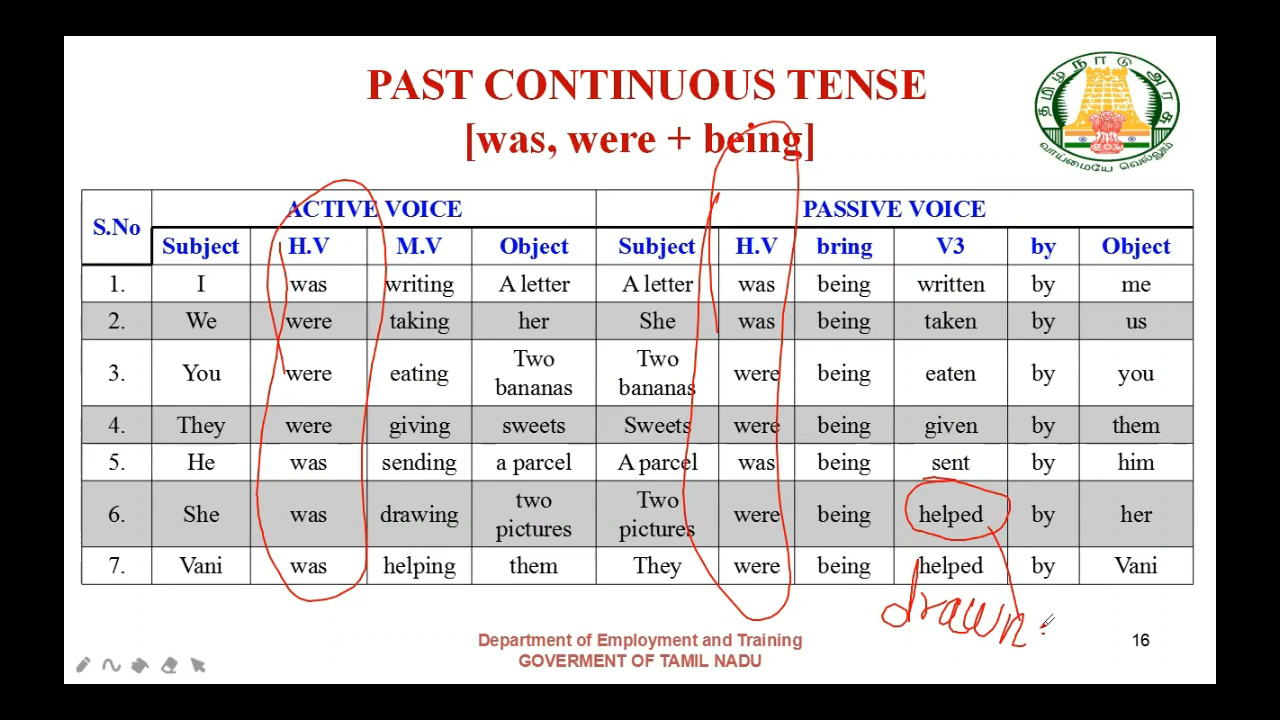 PAST CONTINUOUS TENSE
[was, were + being]
தமிழ்நாடு அரசு
வாய்மையே வெல்லும்
S.No ACTIVE VOICE PASSIVE VOICE
Subject H.V M.V Object Subject H.V bring V3 by Object
1. I was writing A letter A letter was being written by me
2. We were taking her She was being taken by us
3. You were eating Two bananas Two bananas were being eaten by you
4. They were giving sweets Sweets were being given by them
5. He was sending a parcel A parcel was being sent by him
6. She was drawing two pictures Two pictures were being helped by her
7. Vani was helping them They were being helped by Vani
drawn
Department of Employment and Training
GOVERMENT OF TAMIL NADU
16